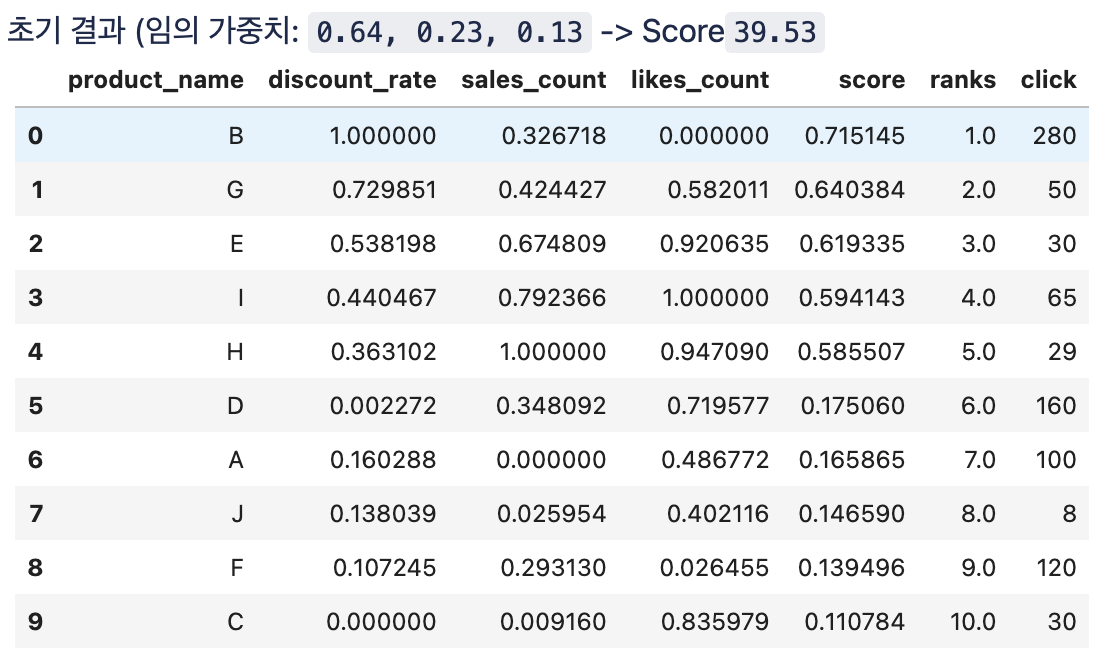 초기 결과 (임의 가중치: 0.64, 0.23, 0.13 -> Score 39.53
product_name discount_rate sales_count likes_count score ranks click
0 B 1.000000 0.326718 0.000000 0.715145 1.0 280
1 G 0.729851 0.424427 0.582011 0.640384 2.0 50
2 E 0.538198 0.674809 0.920635 0.619335 3.0 30
3 I 0.440467 0.792366 1.000000 0.594143 4.0 65
4 H 0.363102 1.000000 0.947090 0.585507 5.0 29
5 D 0.002272 0.348092 0.719577 0.175060 6.0 160
6 A 0.160288 0.000000 0.486772 0.165865 7.0 100
7 J 0.138039 0.025954 0.402116 0.146590 8.0 8
8 F 0.107245 0.293130 0.026455 0.139496 9.0 120
9 C 0.000000 0.009160 0.835979 0.110784 10.0 30